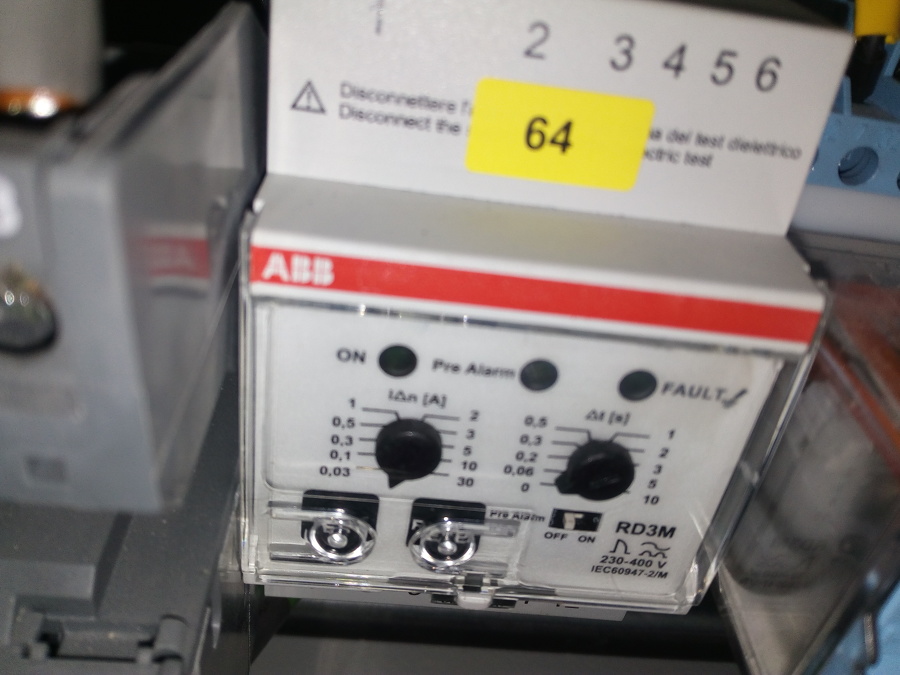 2 3 4 5 6
Disconnettere l'
64
a del test dielettrico
Disconnect the
ctric test
ABB
ON
Pre Alarm
FAULT
IΔn [A]
1
0,5
0,3
0,1
0,03
2
3
5
10
30
Δt [s]
0,5
0,3
0,2
0,06
0
1
2
3
5
10
Pre Alarm
OFF ON
RD3M
230-400 V
IEC60947-2/M